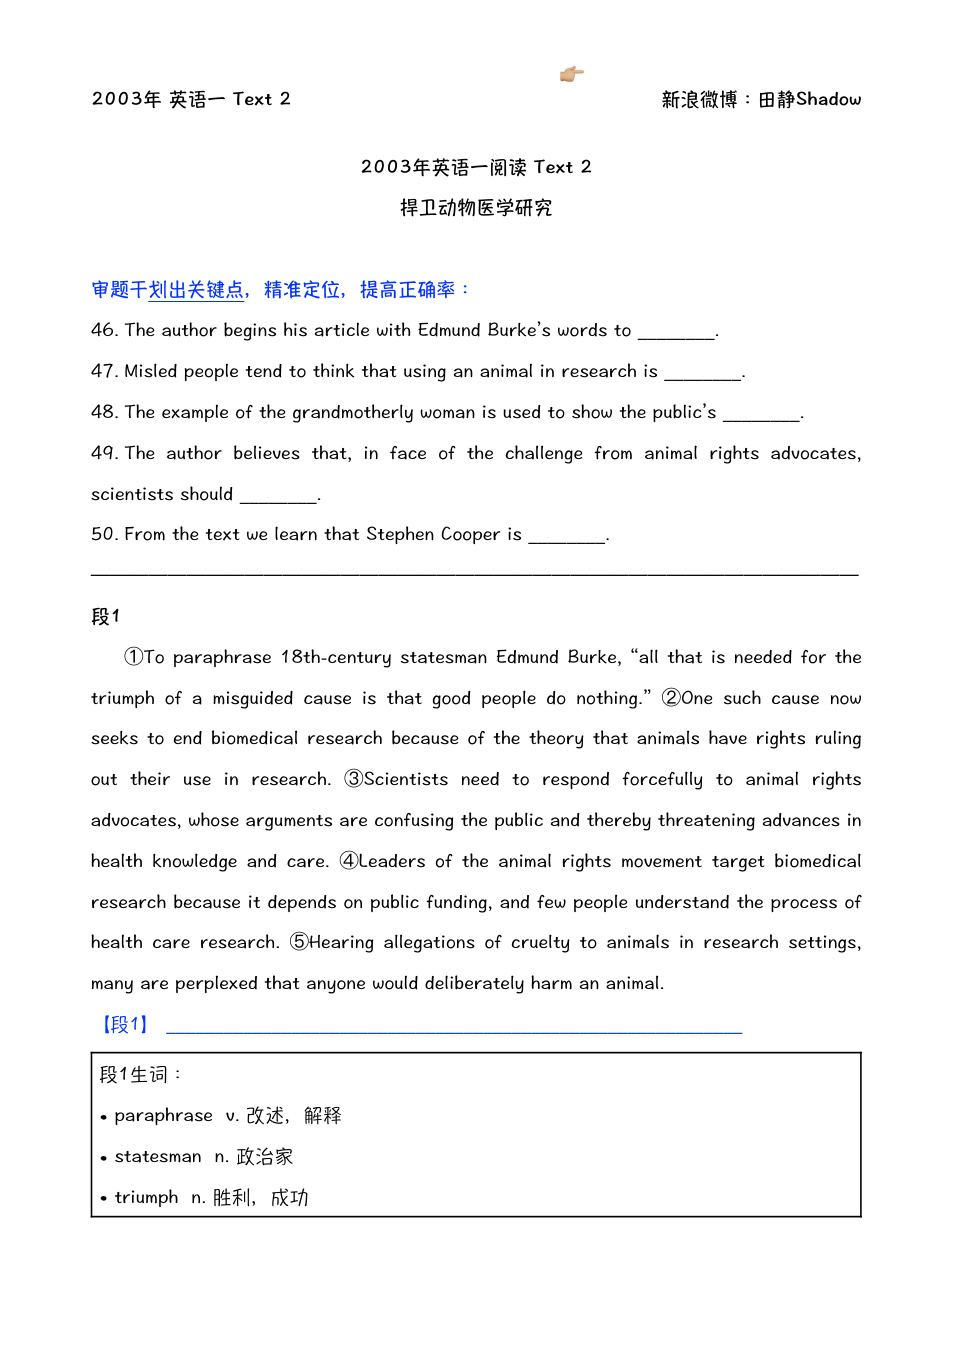 2003年 英语一 Text 2
新浪微博：田静Shadow
2003年英语一阅读 Text 2
捍卫动物医学研究
审题干划出关键点，精准定位，提高正确率：
46. The author begins his article with Edmund Burke's words to ________.
47. Misled people tend to think that using an animal in research is ________.
48. The example of the grandmotherly woman is used to show the public's ________.
49. The author believes that, in face of the challenge from animal rights advocates,
scientists should ________.
50. From the text we learn that Stephen Cooper is ________.
段1
①To paraphrase 18th-century statesman Edmund Burke, “all that is needed for the
triumph of a misguided cause is that good people do nothing.” ②One such cause now
seeks to end biomedical research because of the theory that animals have rights ruling
out their use in research. ③Scientists need to respond forcefully to animal rights
advocates, whose arguments are confusing the public and thereby threatening advances in
health knowledge and care. ④Leaders of the animal rights movement target biomedical
research because it depends on public funding, and few people understand the process of
health care research. ⑤Hearing allegations of cruelty to animals in research settings,
many are perplexed that anyone would deliberately harm an animal.
【段1】 ____________________________________________________________
段1生词：
• paraphrase v. 改述，解释
• statesman n. 政治家
• triumph n. 胜利，成功